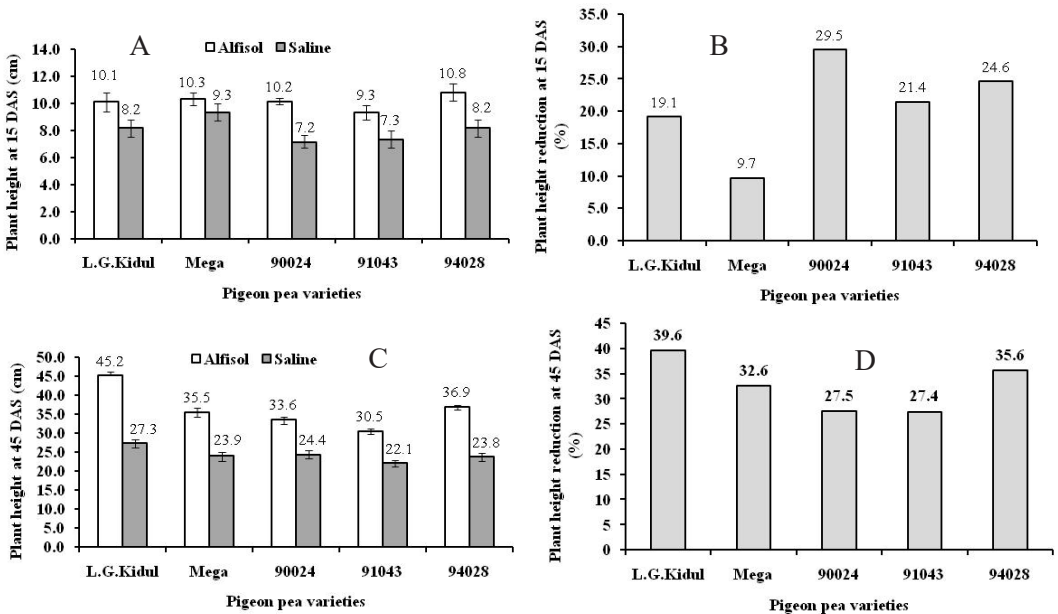 A
Alfisol Saline
Plant height at 15 DAS (cm)
14.0
12.0
10.0
8.0
6.0
4.0
2.0
0.0
10.1 8.2 10.3 9.3 10.2 7.2 9.3 7.3 10.8 8.2
L.G.Kidul Mega 90024 91043 94028
Pigeon pea varieties
B
Plant height reduction at 15 DAS
(%)
35.0
30.0
25.0
20.0
15.0
10.0
5.0
0.0
19.1 9.7 29.5 21.4 24.6
L.G.Kidul Mega 90024 91043 94028
Pigeon pea varieties
C
Alfisol Saline
Plant height at 45 DAS (cm)
50.0
45.0
40.0
35.0
30.0
25.0
20.0
15.0
10.0
5.0
0.0
45.2 27.3 35.5 23.9 33.6 24.4 30.5 22.1 36.9 23.8
L.G.Kidul Mega 90024 91043 94028
Pigeon pea varieties
D
Plant height reduction at 45 DAS
(%)
45
40
35
30
25
20
15
10
5
0
39.6 32.6 27.5 27.4 35.6
L.G.Kidul Mega 90024 91043 94028
Pigeon pea varieties